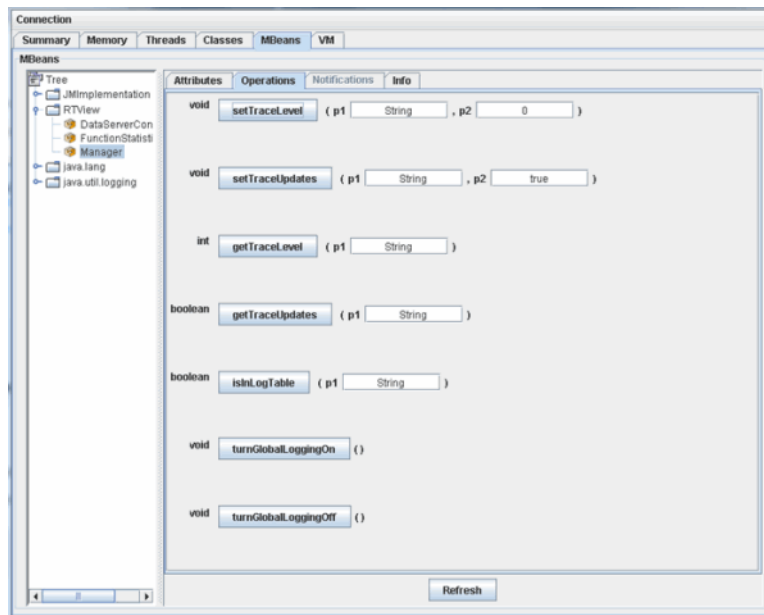 Connection
Summary Memory Threads Classes MBeans VM
MBeans
Tree
JMImplementation
RTView
DataServerCon
FunctionStatisti
Manager
java.lang
java.util.logging
Attributes Operations Notifications Info
void setTraceLevel ( p1 String , p2 0 )
void setTraceUpdates ( p1 String , p2 true )
int getTraceLevel ( p1 String )
boolean getTraceUpdates ( p1 String )
boolean isInLogTable ( p1 String )
void turnGlobalLoggingOn ( )
void turnGlobalLoggingOff ( )
Refresh